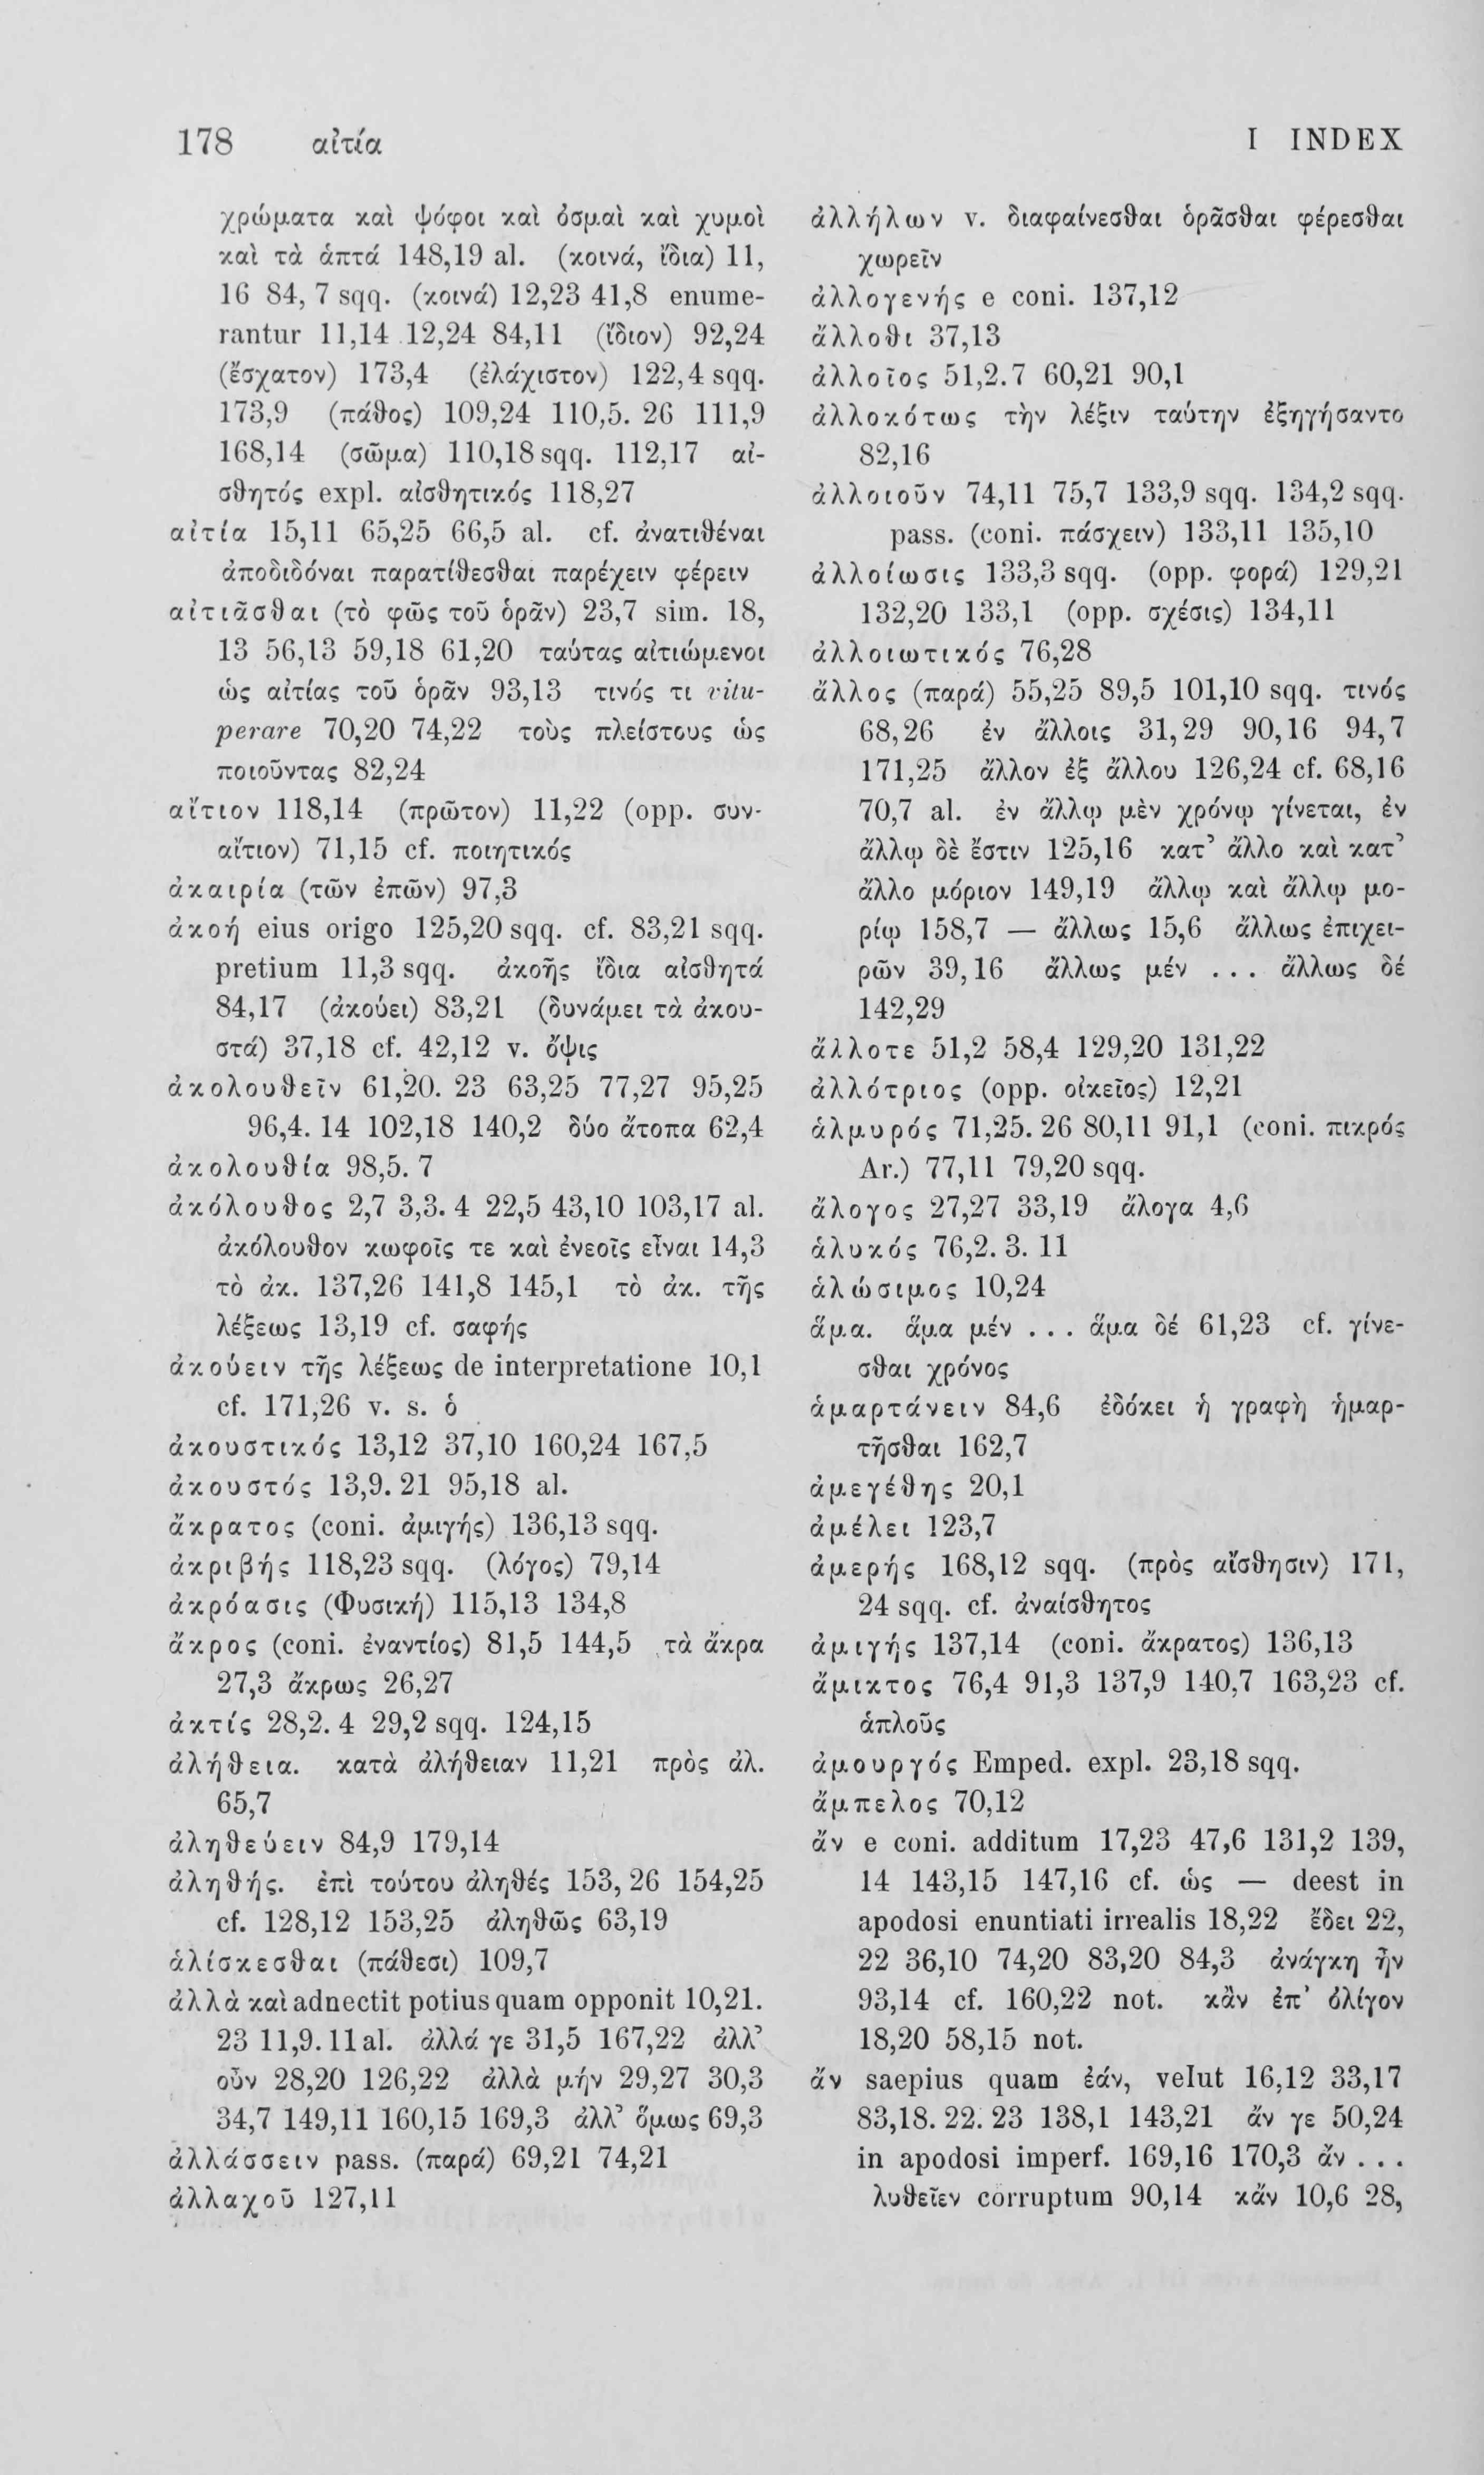 178 αἰτία I INDEX
χρώματα καὶ ψόφοι καὶ ὀσμαὶ καὶ χυμοὶ
καὶ τὰ ἁπτά 148,19 al. (κοινά, ἴδια) 11,
16 84,7 sqq. (κοινά) 12,23 41,8 enume-
rantur 11,14 12,24 84,11 (ἴδιον) 92,24
(ἔσχατον) 173,4 (ἐλάχιστον) 122,4 sqq.
173,9 (πάθος) 109,24 110,5. 26 111,9
168,14 (σῶμα) 110,18 sqq. 112,17 αἰ-
σθητός expl. αἰσθητικός 118,27
αἰτία 15,11 65,25 66,5 al. cf. ἀνατιθέναι
ἀποδιδόναι παρατίθεσθαι παρέχειν φέρειν
αἰτιᾶσθαι (τὸ φῶς τοῦ ὁρᾶν) 23,7 sim. 18,
13 56,13 59,18 61,20 ταύτας αἰτιώμενοι
ὡς αἰτίας τοῦ ὁρᾶν 93,13 τινός τι vitu-
perare 70,20 74,22 τοὺς πλείστους ὡς
ποιοῦντας 82,24
αἴτιον 118,14 (πρῶτον) 11,22 (opp. συν-
αἴτιον) 71,15 cf. ποιητικός
ἀκαιρία (τῶν ἐπῶν) 97,3
ἀκοή eius origo 125,20 sqq. cf. 83,21 sqq.
pretium 11,3 sqq. ἀκοῆς ἴδια αἰσθητά
84,17 (ἀκούει) 83,21 (δυνάμει τὰ ἀκου-
στά) 37,18 cf. 42,12 v. ὄψις
ἀκολουθεῖν 61,20. 23 63,25 77,27 95,25
96,4. 14 102,18 140,2 δύο ἄτοπα 62,4
ἀκολουθία 98,5. 7
ἀκόλουθος 2,7 3,3. 4 22,5 43,10 103,17 al.
ἀκόλουθον κωφοῖς τε καὶ ἐνεοῖς εἶναι 14,3
τὸ ἀκ. 137,26 141,8 145,1 τὸ ἀκ. τῆς
λέξεως 13,19 cf. σαφής
ἀκούειν τῆς λέξεως de interpretatione 10,1
cf. 171,26 v. s. ὁ
ἀκουστικός 13,12 37,10 160,24 167,5
ἀκουστός 13,9. 21 95,18 al.
ἄκρατος (coni. ἀμιγής) 136,13 sqq.
ἀκριβής 118,23 sqq. (λόγος) 79,14
ἀκρόασις (Φυσική) 115,13 134,8
ἄκρος (coni. ἐναντίος) 81,5 144,5 τὰ ἄκρα
27,3 ἄκρως 26,27
ἀκτίς 28,2. 4 29,2 sqq. 124,15
ἀλήθεια. κατὰ ἀλήθειαν 11,21 πρὸς ἀλ.
65,7
ἀληθεύειν 84,9 179,14
ἀληθής. ἐπὶ τούτου ἀληθές 153,26 154,25
cf. 128,12 153,25 ἀληθῶς 63,19
ἁλίσκεσθαι (πάθεσι) 109,7
ἀλλὰ καὶ adnectit potius quam opponit 10,21.
23 11,9. 11 al. ἀλλά γε 31,5 167,22 ἀλλ’
οὖν 28,20 126,22 ἀλλὰ μήν 29,27 30,3
34,7 149,11 160,15 169,3 ἀλλ’ ὅμως 69,3
ἀλλάσσειν pass. (παρά) 69,21 74,21
ἀλλαχοῦ 127,11
ἀλλήλων v. διαφαίνεσθαι ὁρᾶσθαι φέρεσθαι
χωρεῖν
ἀλλογενής e coni. 137,12
ἄλλοθι 37,13
ἀλλοῖος 51,2. 7 60,21 90,1
ἀλλοκότως τὴν λέξιν ταύτην ἐξηγήσαντο
82,16
ἀλλοιοῦν 74,11 75,7 133,9 sqq. 134,2 sqq.
pass. (coni. πάσχειν) 133,11 135,10
ἀλλοίωσις 133,3 sqq. (opp. φορά) 129,21
132,20 133,1 (opp. σχέσις) 134,11
ἀλλοιωτικός 76,28
ἄλλος (παρά) 55,25 89,5 101,10 sqq. τινός
68,26 ἐν ἄλλοις 31,29 90,16 94,7
171,25 ἄλλον ἐξ ἄλλου 126,24 cf. 68,16
70,7 al. ἐν ἄλλῳ μὲν χρόνῳ γίνεται, ἐν
ἄλλῳ δὲ ἔστιν 125,16 κατ’ ἄλλο καὶ κατ’
ἄλλο μόριον 149,19 ἄλλῳ καὶ ἄλλῳ μο-
ρίῳ 158,7 — ἄλλως 15,6 ἄλλως ἐπιχει-
ρῶν 39,16 ἄλλως μέν ... ἄλλως δέ
142,29
ἄλλοτε 51,2 58,4 129,20 131,22
ἀλλότριος (opp. οἰκεῖος) 12,21
ἁλμυρός 71,25. 26 80,11 91,1 (coni. πικρός
Ar.) 77,11 79,20 sqq.
ἄλογος 27,27 33,19 ἄλογα 4,6
ἁλυκός 76,2. 3. 11
ἁλώσιμος 10,24
ἅμα. ἅμα μέν ... ἅμα δέ 61,23 cf. γίνε-
σθαι χρόνος
ἁμαρτάνειν 84,6 ἐδόκει ἡ γραφὴ ἡμαρ-
τῆσθαι 162,7
ἀμεγέθης 20,1
ἀμέλει 123,7
ἀμερής 168,12 sqq. (πρὸς αἴσθησιν) 171,
24 sqq. cf. ἀναίσθητος
ἀμιγής 137,14 (coni. ἄκρατος) 136,13
ἄμικτος 76,4 91,3 137,9 140,7 163,23 cf.
ἁπλοῦς
ἀμουργός Emped. expl. 23,18 sqq.
ἄμπελος 70,12
ἄν e coni. additum 17,23 47,6 131,2 139,
14 143,15 147,16 cf. ὡς — deest in
apodosi enuntiati irrealis 18,22 ἔδει 22,
22 36,10 74,20 83,20 84,3 ἀνάγκη ἦν
93,14 cf. 160,22 not. κἂν ἐπ’ ὀλίγον
18,20 58,15 not.
ἄν saepius quam ἐάν, velut 16,12 33,17
83,18. 22. 23 138,1 143,21 ἄν γε 50,24
in apodosi imperf. 169,16 170,3 ἄν ...
λυθεῖεν corruptum 90,14 κἄν 10,6 28,